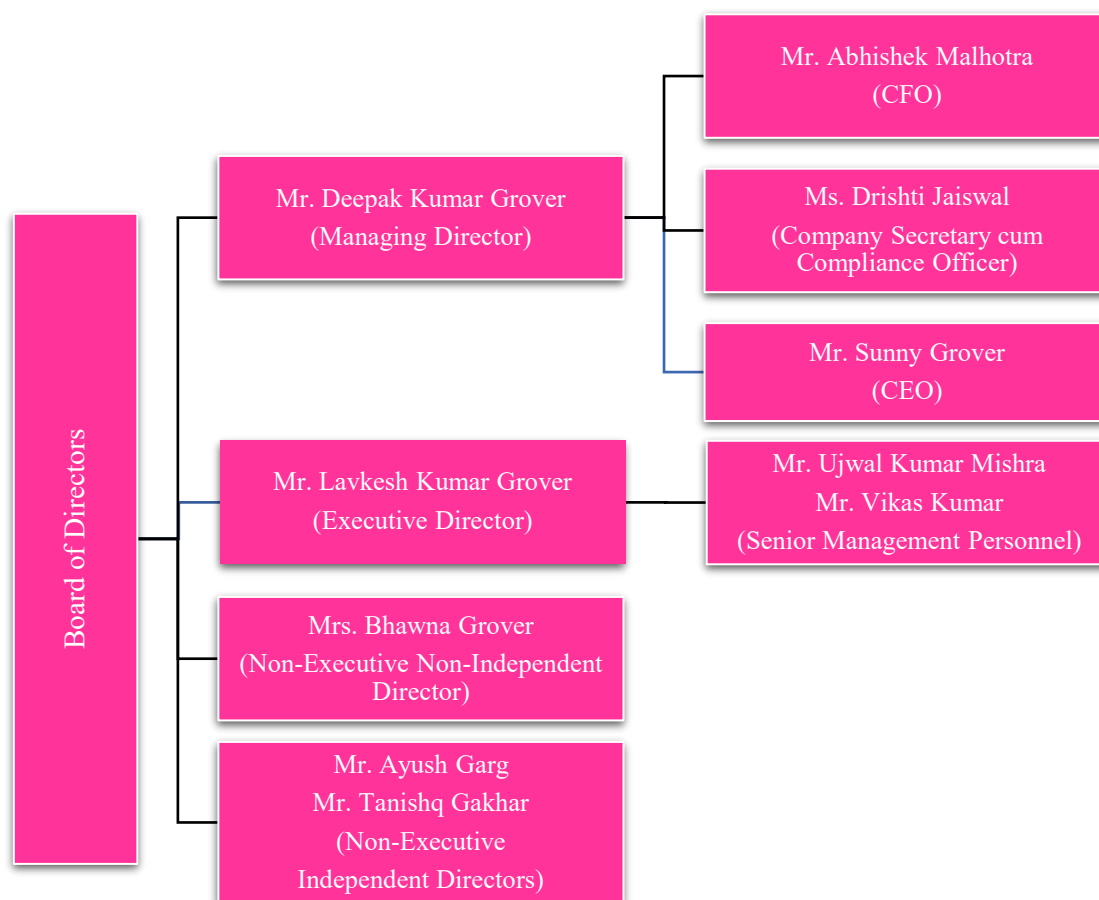 Board of Directors
Mr. Deepak Kumar Grover
(Managing Director)
Mr. Abhishek Malhotra
(CFO)
Ms. Drishti Jaiswal
(Company Secretary cum
Compliance Officer)
Mr. Sunny Grover
(CEO)
Mr. Lavkesh Kumar Grover
(Executive Director)
Mr. Ujwal Kumar Mishra
Mr. Vikas Kumar
(Senior Management Personnel)
Mrs. Bhawna Grover
(Non-Executive Non-Independent
Director)
Mr. Ayush Garg
Mr. Tanishq Gakhar
(Non-Executive
Independent Directors)